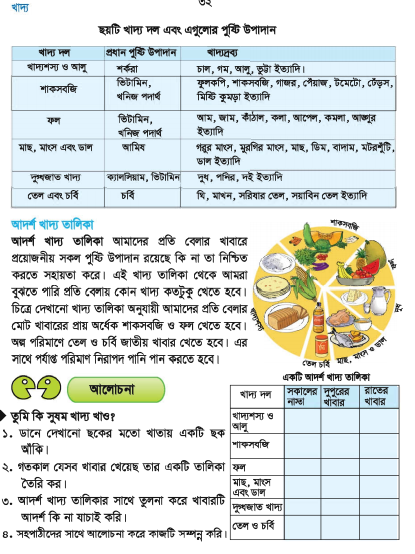 খাদ্য
৩২
ছয়টি খাদ্য দল এবং এগুলোর পুষ্টি উপাদান
খাদ্য দল প্রধান পুষ্টি উপাদান খাদ্যদ্রব্য
খাদ্যশস্য ও আলু শর্করা চাল, গম, আলু, ভুট্টা ইত্যাদি।
শাকসবজি ভিটামিন, খনিজ পদার্থ ফুলকপি, শাকসবজি, গাজর, পেঁয়াজ, টমেটো, ঢেঁড়স,
মিষ্টি কুমড়া ইত্যাদি
ফল ভিটামিন, খনিজ পদার্থ আম, জাম, কাঁঠাল, কলা, আপেল, কমলা, আঙ্গুর
ইত্যাদি
মাছ, মাংস এবং ডাল আমিষ গরুর মাংস, মুরগির মাংস, মাছ, ডিম, বাদাম, মটরশুঁটি,
ডাল ইত্যাদি
দুগ্ধজাত খাদ্য ক্যালসিয়াম, ভিটামিন দুধ, পনির, দই ইত্যাদি
তেল এবং চর্বি চর্বি ঘি, মাখন, সরিষার তেল, সয়াবিন তেল ইত্যাদি
আদর্শ খাদ্য তালিকা
আদর্শ খাদ্য তালিকা আমাদের প্রতি বেলার খাবারে
প্রয়োজনীয় সকল পুষ্টি উপাদান রয়েছে কি না তা নিশ্চিত
করতে সহায়তা করে। এই খাদ্য তালিকা থেকে আমরা
বুঝতে পারি প্রতি বেলায় কোন খাদ্য কতটুকু খেতে হবে।
চিত্রে দেখানো খাদ্য তালিকা অনুযায়ী আমাদের প্রতি বেলার
মোট খাবারের প্রায় অর্ধেক শাকসবজি ও ফল খেতে হবে।
অল্প পরিমাণে তেল ও চর্বি জাতীয় খাবার খেতে হবে। এর
সাথে পর্যাপ্ত পরিমাণ নিরাপদ পানি পান করতে হবে।
শাকসবজি
ফল
দুধ
মাছ, মাংস ও ডাল
তেল চর্বি
খাদ্যশস্য
একটি আদর্শ খাদ্য তালিকা
আলোচনা
তুমি কি সুষম খাদ্য খাও?
১. ডানে দেখানো ছকের মতো খাতায় একটি ছক
আঁকি।
২. গতকাল যেসব খাবার খেয়েছ তার একটি তালিকা
তৈরি কর।
৩. আদর্শ খাদ্য তালিকার সাথে তুলনা করে খাবারটি
আদর্শ কি না যাচাই করি।
৪. সহপাঠীদের সাথে আলোচনা করে কাজটি সম্পন্ন করি।
খাদ্য দল সকালের নাস্তা দুপুরের খাবার রাতের খাবার
খাদ্যশস্য ও
আলু
শাকসবজি
ফল
মাছ, মাংস
এবং ডাল
দুগ্ধজাত খাদ্য
তেল ও চর্বি